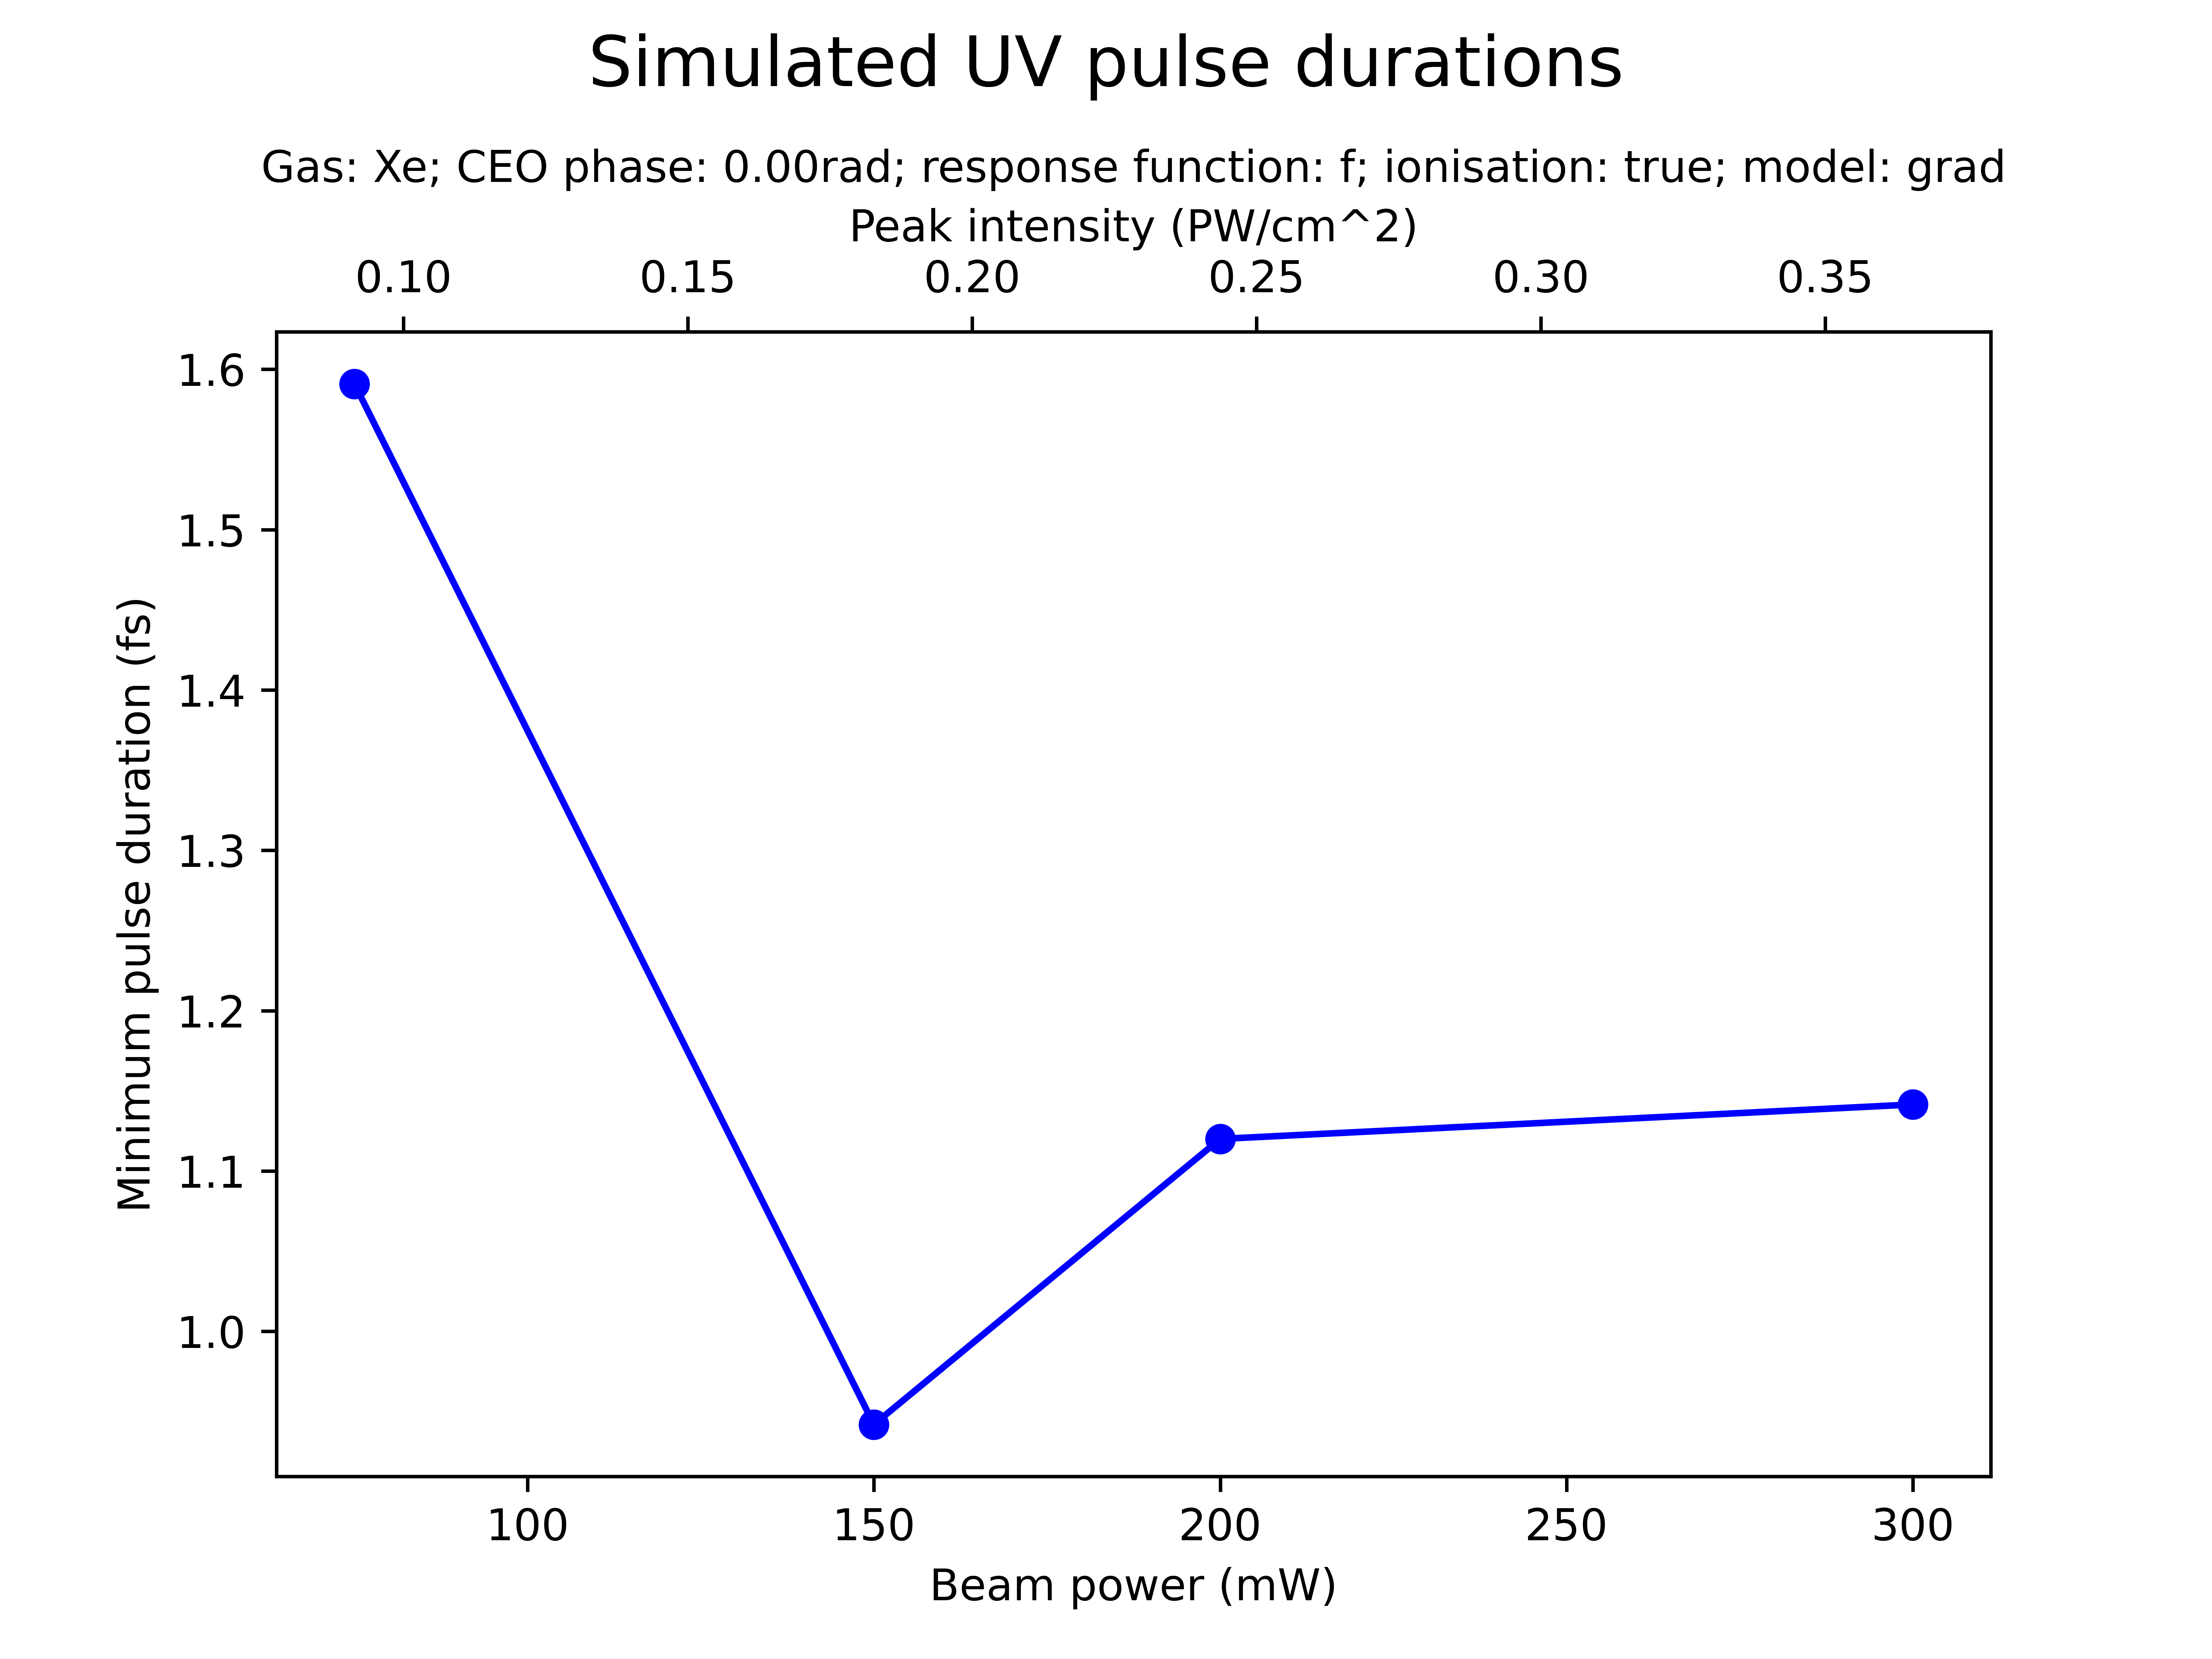 Simulated UV pulse durations
Gas: Xe; CEO phase: 0.00rad; response function: f; ionisation: true; model: grad
Peak intensity (PW/cm^2)
0.10 0.15 0.20 0.25 0.30 0.35
1.6
1.5
1.4
1.3
1.2
1.1
1.0
Minimum pulse duration (fs)
100 150 200 250 300
Beam power (mW)